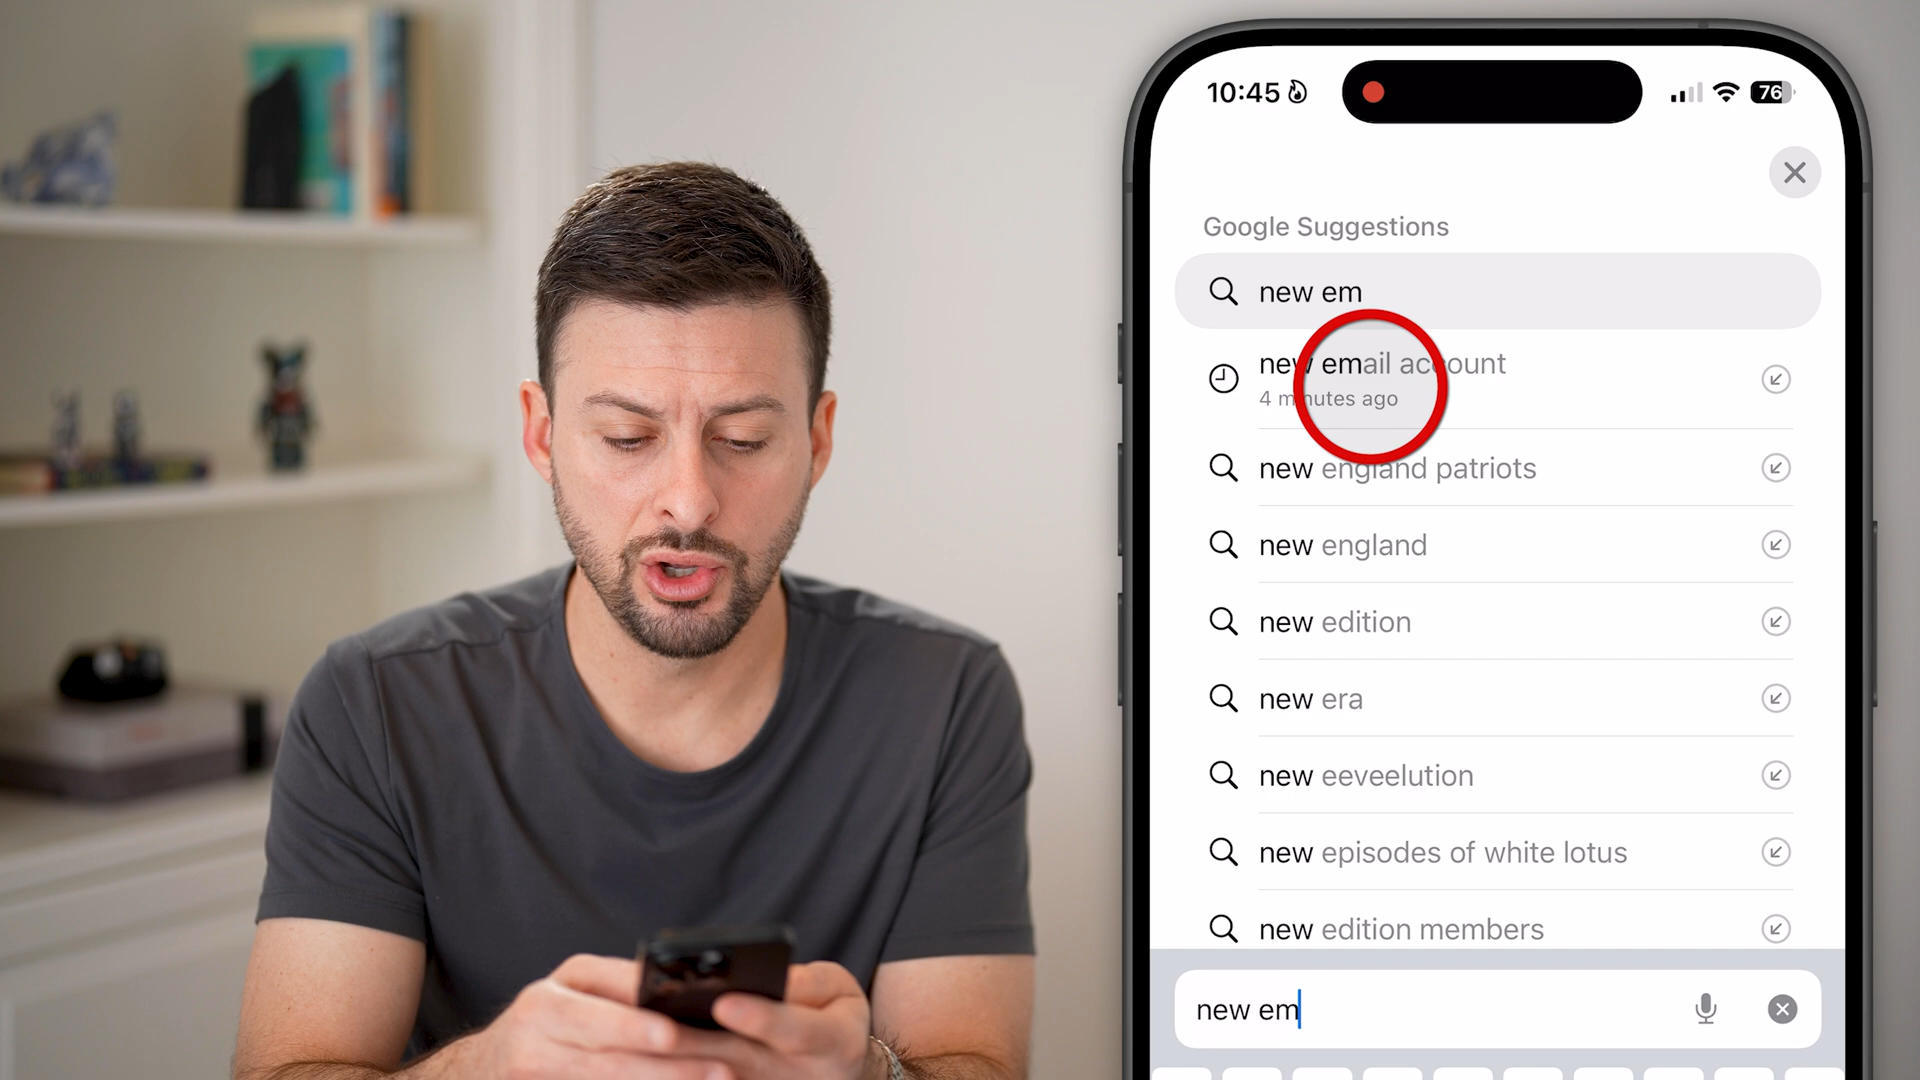 10:45
76
Google Suggestions
new em
new email account
4 minutes ago
new england patriots
new england
new edition
new era
new eeveelution
new episodes of white lotus
new edition members
new em